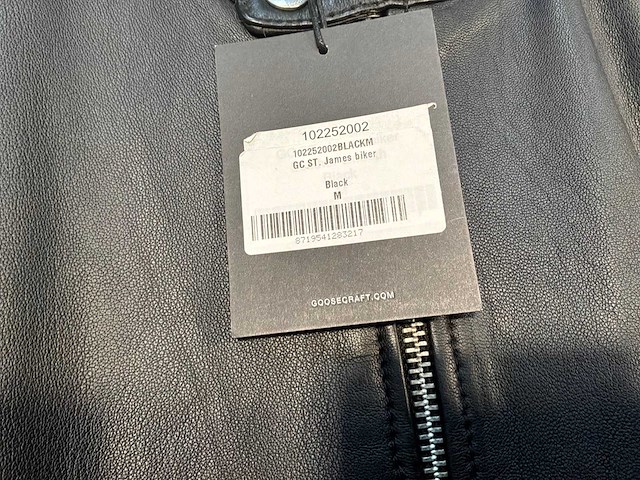 102252002
102252002BLACKM
GC ST. James biker
Black
M
8719541283217
GOOSECRAFT.COM